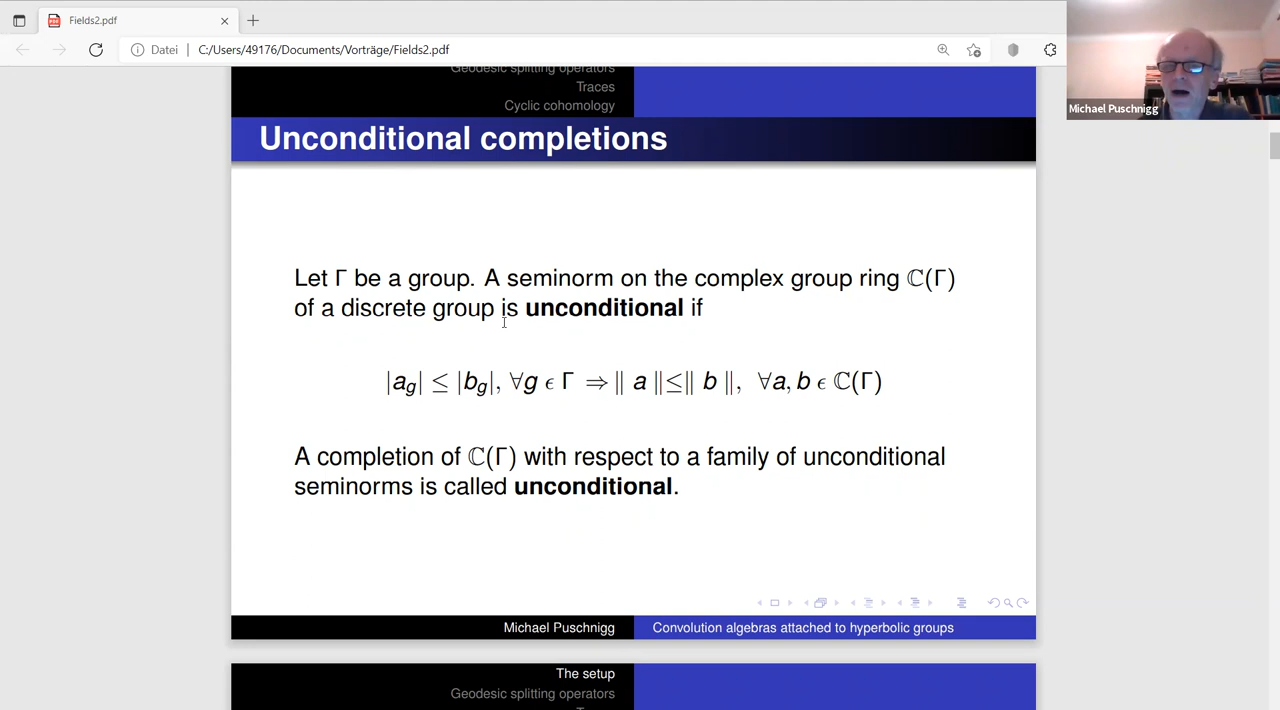 Fields2.pdf
Datei
C:/Users/49176/Documents/Vorträge/Fields2.pdf
Michael Puschnigg
Geodesic splitting operators
Traces
Cyclic cohomology
Unconditional completions
Let Γ be a group. A seminorm on the complex group ring ℂ(Γ)
of a discrete group is unconditional if
|a_g| ≤ |b_g|, ∀g ϵ Γ ⇒ ‖ a ‖≤‖ b ‖, ∀a, b ϵ ℂ(Γ)
A completion of ℂ(Γ) with respect to a family of unconditional
seminorms is called unconditional.
Michael Puschnigg
Convolution algebras attached to hyperbolic groups
The setup
Geodesic splitting operators